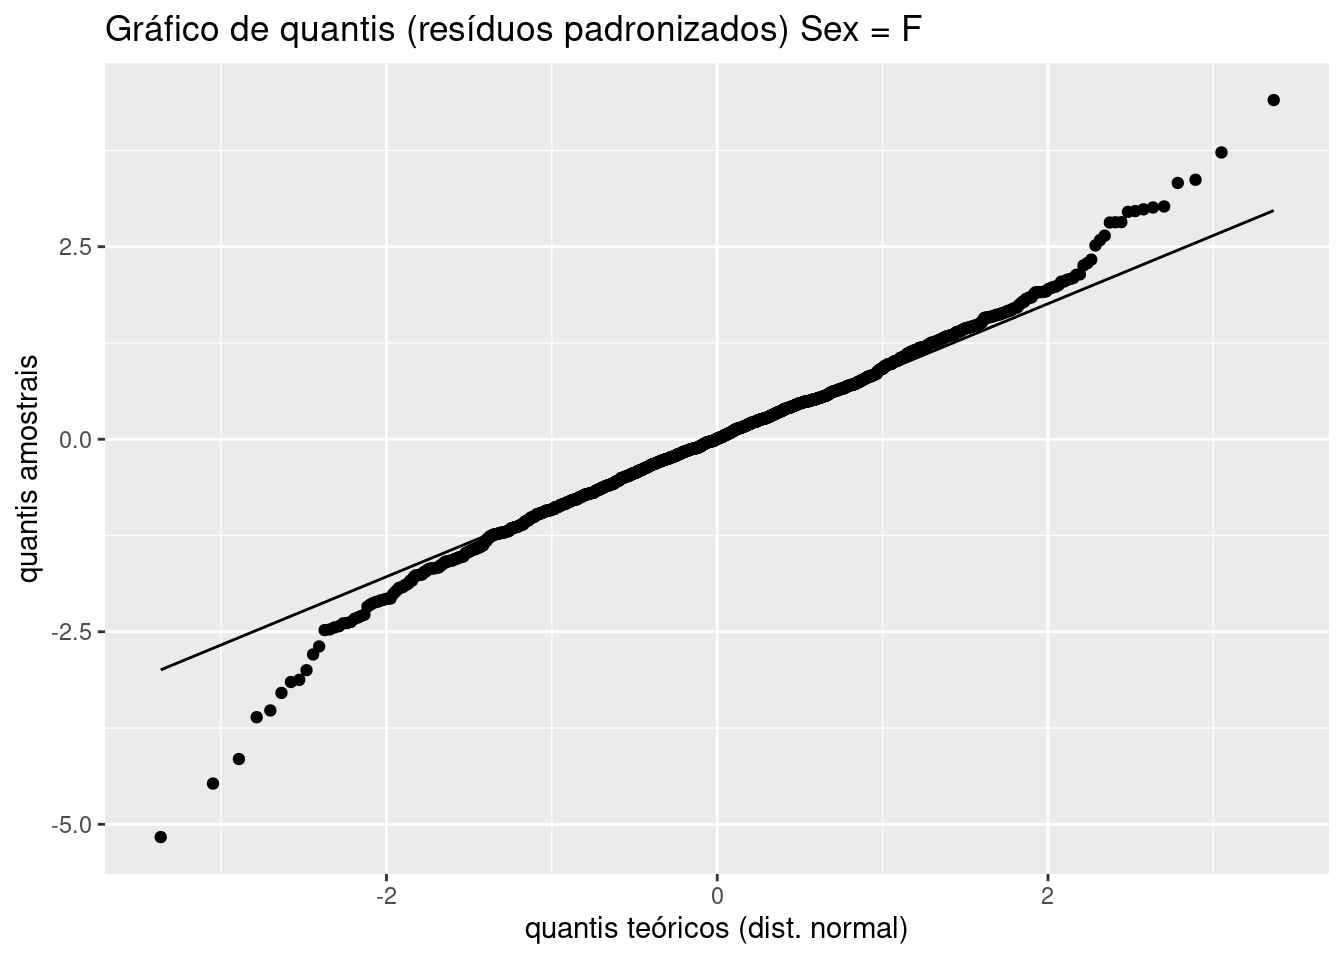 Gráfico de quantis (resíduos padronizados) Sex = F
2.5
0.0
-2.5
-5.0
quantis amostrais
-2
0
2
quantis teóricos (dist. normal)